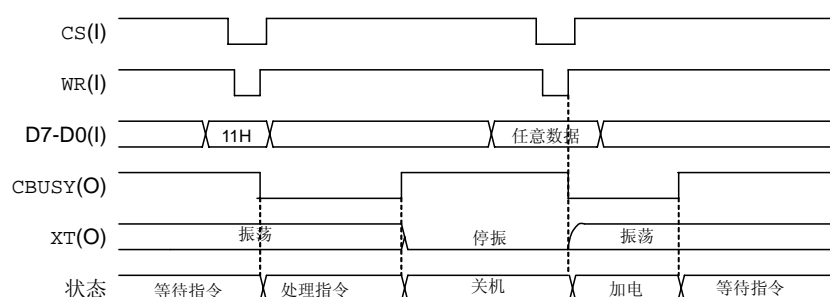 CS(I)
WR(I)
D7-D0(I) 11H 任意数据
CBUSY(O)
XT(O) 振荡 停振 振荡
状态 等待指令 处理指令 关机 加电 等待指令